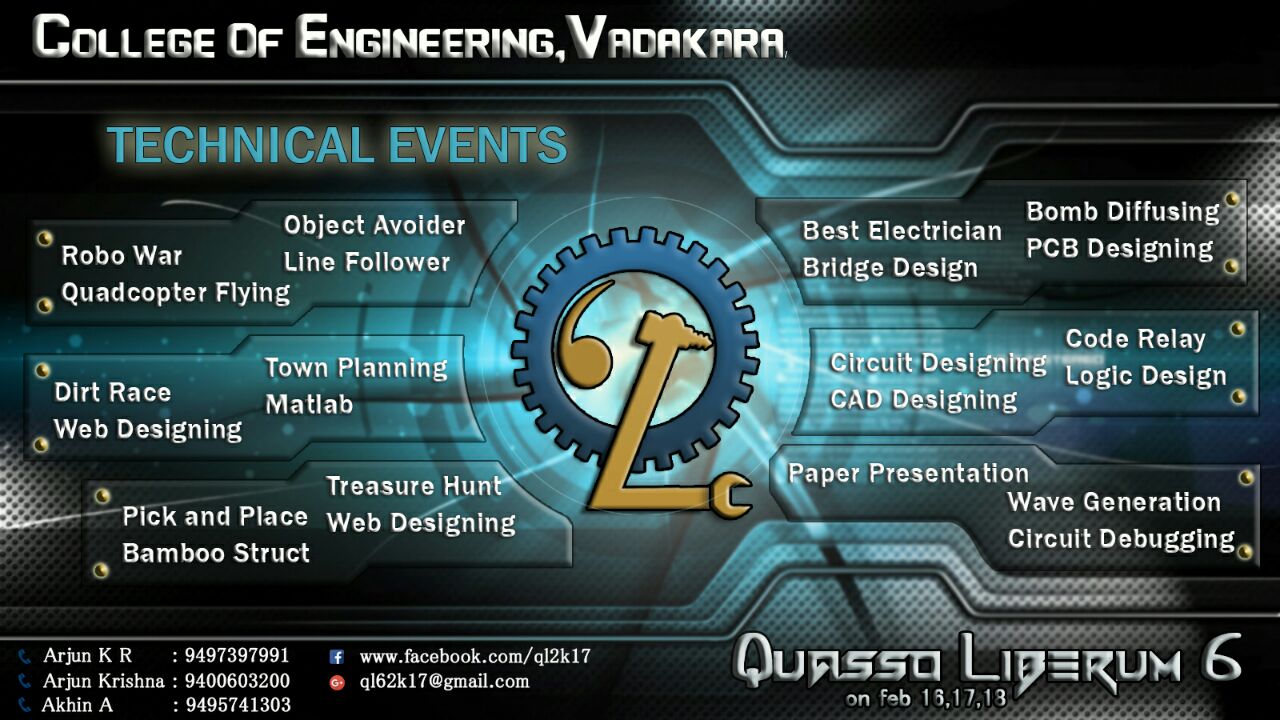 College Of Engineering,Vadakara,
TECHNICAL EVENTS
Robo War
Quadcopter Flying
Object Avoider
Line Follower
Dirt Race
Web Designing
Town Planning
Matlab
Pick and Place
Bamboo Struct
Treasure Hunt
Web Designing
Best Electrician
Bridge Design
Bomb Diffusing
PCB Designing
Circuit Designing
CAD Designing
Code Relay
Logic Design
Paper Presentation
Wave Generation
Circuit Debugging
Arjun K R : 9497397991
Arjun Krishna : 9400603200
Akhin A : 9495741303
www.facebook.com/ql2k17
ql62k17@gmail.com
Quasso Liberum 6
on feb 16,17,18